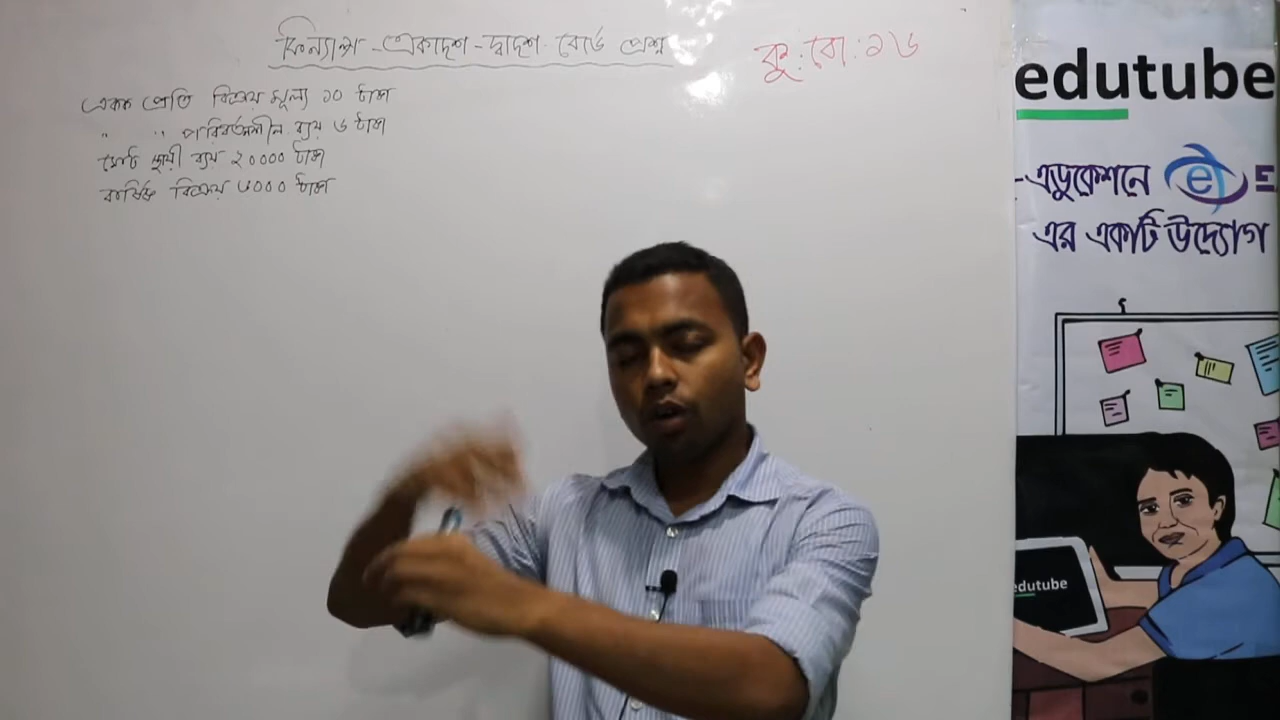 ফিন্যান্স - একাদশ - দ্বাদশ বোর্ড প্রশ্ন
কু: বো: ১৬
একক প্রতি বিক্রয় মূল্য ১০ টাকা
" " পরিবর্তনশীল ব্যয় ৬ টাকা
মোট স্থায়ী ব্যয় ২০০০০ টাকা
বার্ষিক বিক্রয় ৬০০০ টাকা
edutube
-এডুকেশনে e E
এর একটি উদ্যোগ
edutube